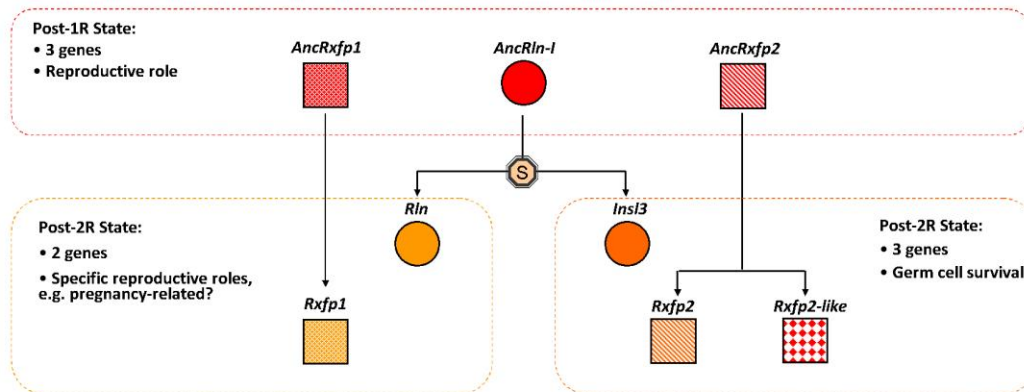 Post-1R State:
• 3 genes
• Reproductive role
AncRxfp1
AncRln-I
AncRxfp2
S
Rln
Insl3
Post-2R State:
• 2 genes
• Specific reproductive roles,
e.g. pregnancy-related?
Rxfp1
Rxfp2
Rxfp2-like
Post-2R State:
• 3 genes
• Germ cell survival